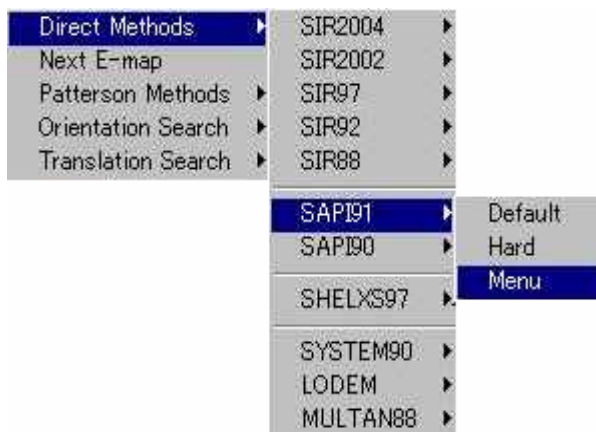 Direct Methods
Next E-map
Patterson Methods
Orientation Search
Translation Search
SIR2004
SIR2002
SIR97
SIR92
SIR88
SAPI91
SAPI90
SHELXS97
SYSTEM90
LODEM
MULTAN88
Default
Hard
Menu